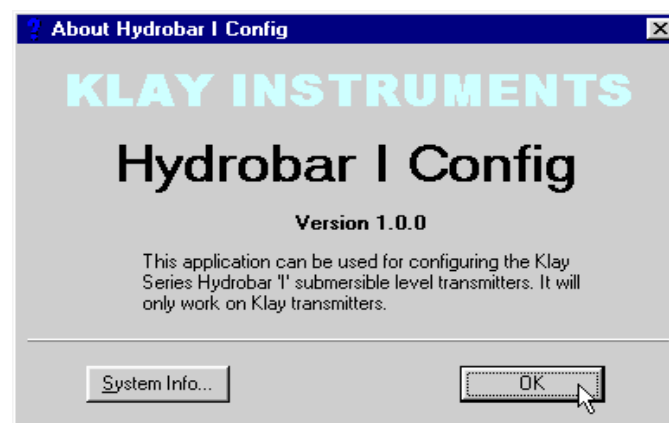 ? About Hydrobar I Config
KLAY INSTRUMENTS
Hydrobar I Config
Version 1.0.0
This application can be used for configuring the Klay
Series Hydrobar 'I' submersible level transmitters. It will
only work on Klay transmitters.
System Info... OK